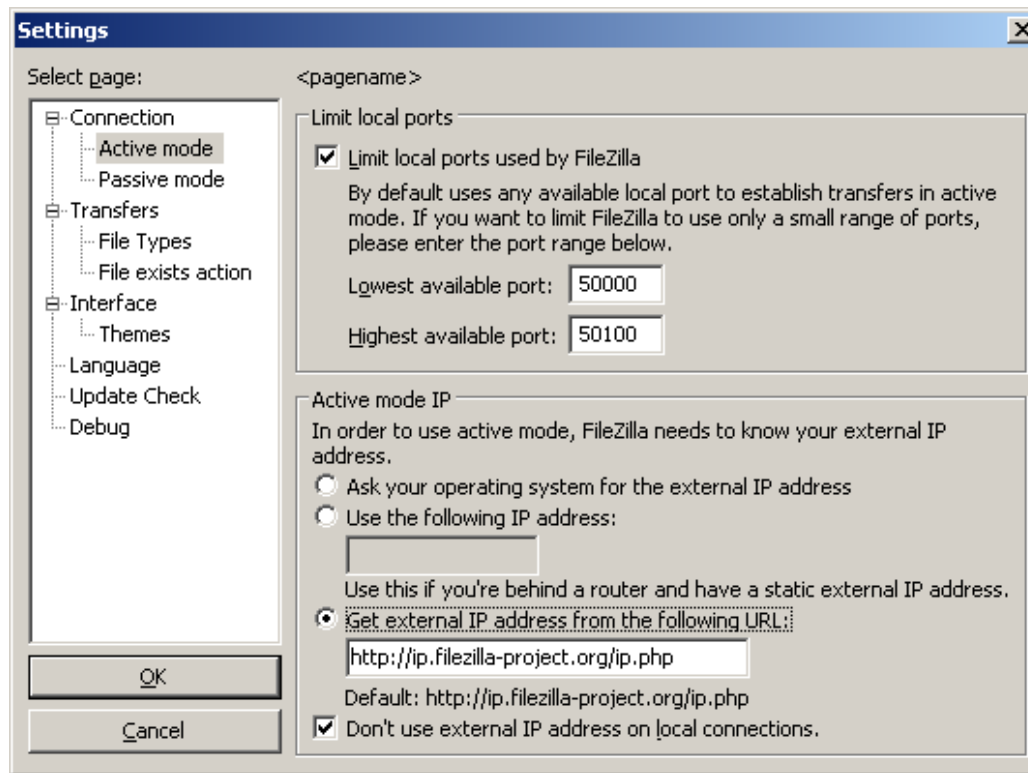 Settings
Select page:
<pagename>
Connection
Active mode
Passive mode
Transfers
File Types
File exists action
Interface
Themes
Language
Update Check
Debug
OK
Cancel
Limit local ports
Limit local ports used by FileZilla
By default uses any available local port to establish transfers in active
mode. If you want to limit FileZilla to use only a small range of ports,
please enter the port range below.
Lowest available port: 50000
Highest available port: 50100
Active mode IP
In order to use active mode, FileZilla needs to know your external IP
address.
Ask your operating system for the external IP address
Use the following IP address:
Use this if you're behind a router and have a static external IP address.
Get external IP address from the following URL:
http://ip.filezilla-project.org/ip.php
Default: http://ip.filezilla-project.org/ip.php
Don't use external IP address on local connections.